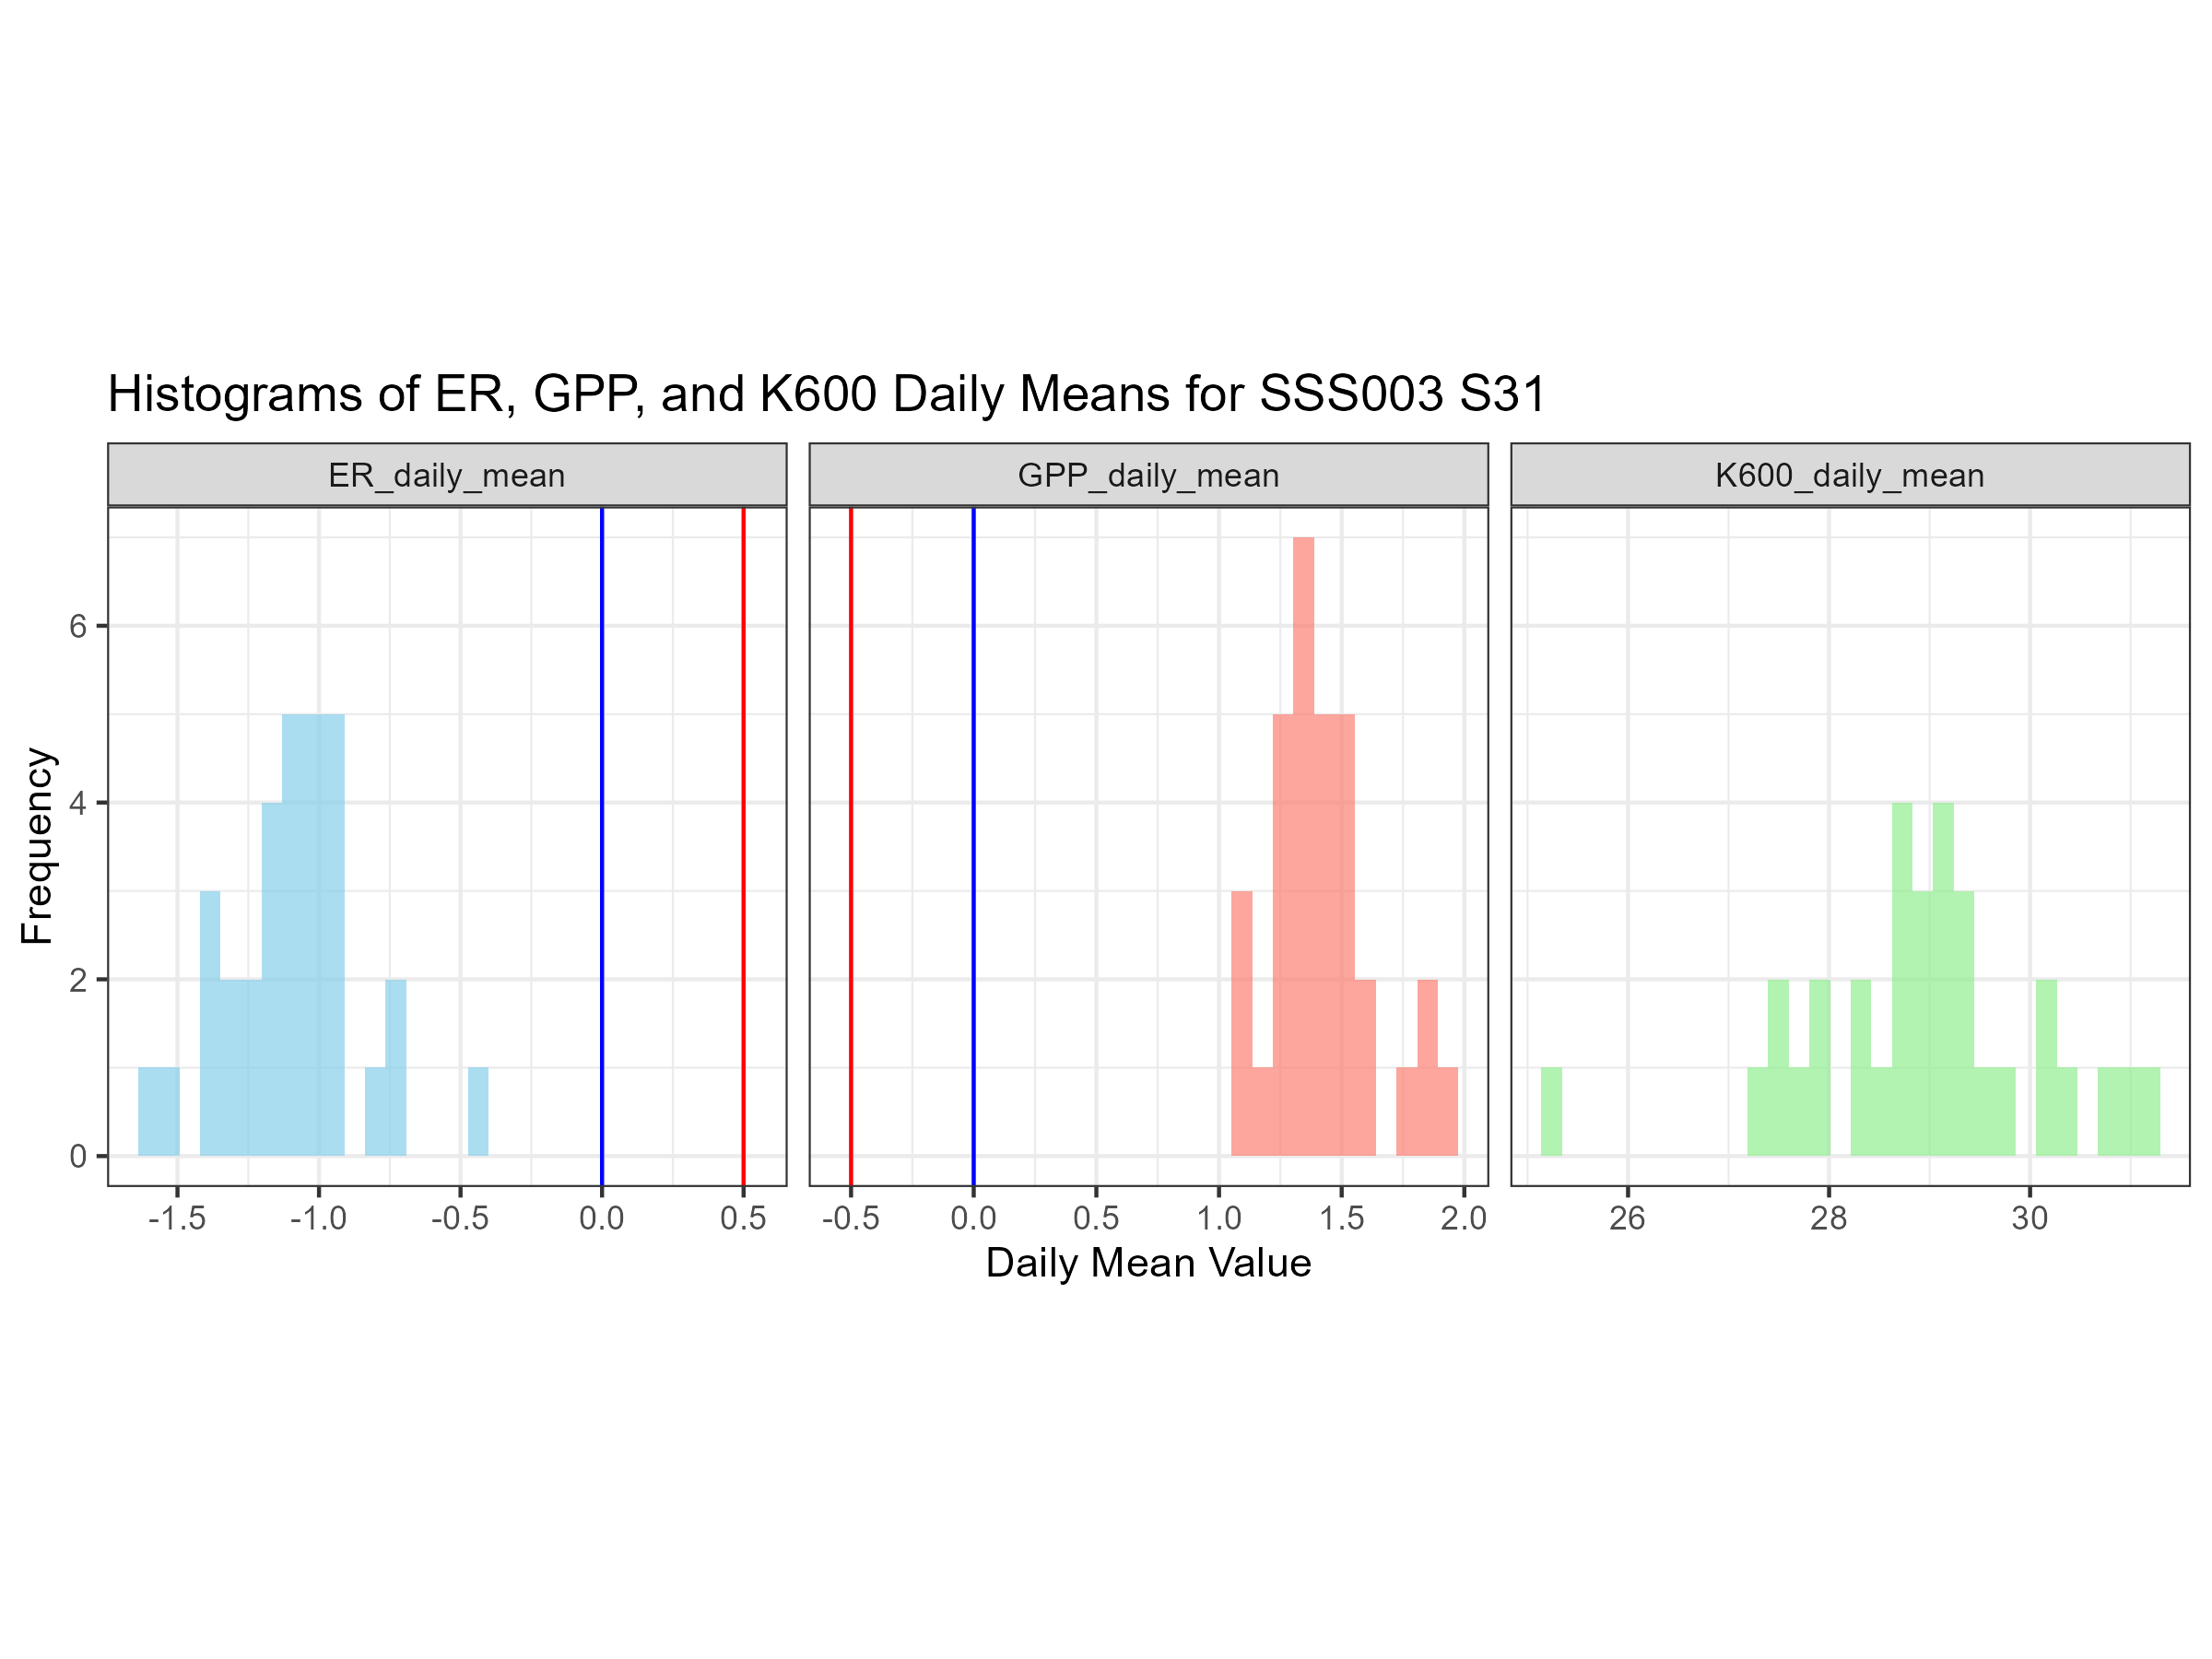 Histograms of ER, GPP, and K600 Daily Means for SSS003 S31
ER_daily_mean GPP_daily_mean K600_daily_mean
Frequency
6
4
2
0
-1.5 -1.0 -0.5 0.0 0.5 -0.5 0.0 0.5 1.0 1.5 2.0 26 28 30
Daily Mean Value